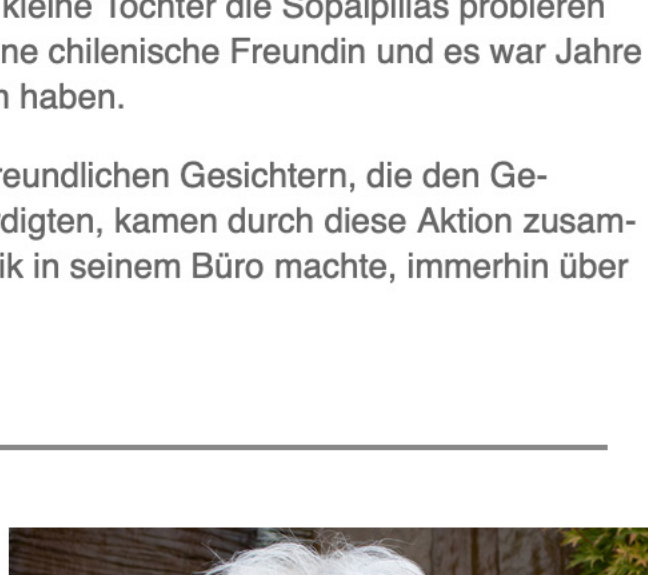 kleine Tochter die Sopaipillas probieren
ne chilenische Freundin und es war Jahre
n haben.
reundlichen Gesichtern, die den Ge-
digten, kamen durch diese Aktion zusam-
ik in seinem Büro machte, immerhin über